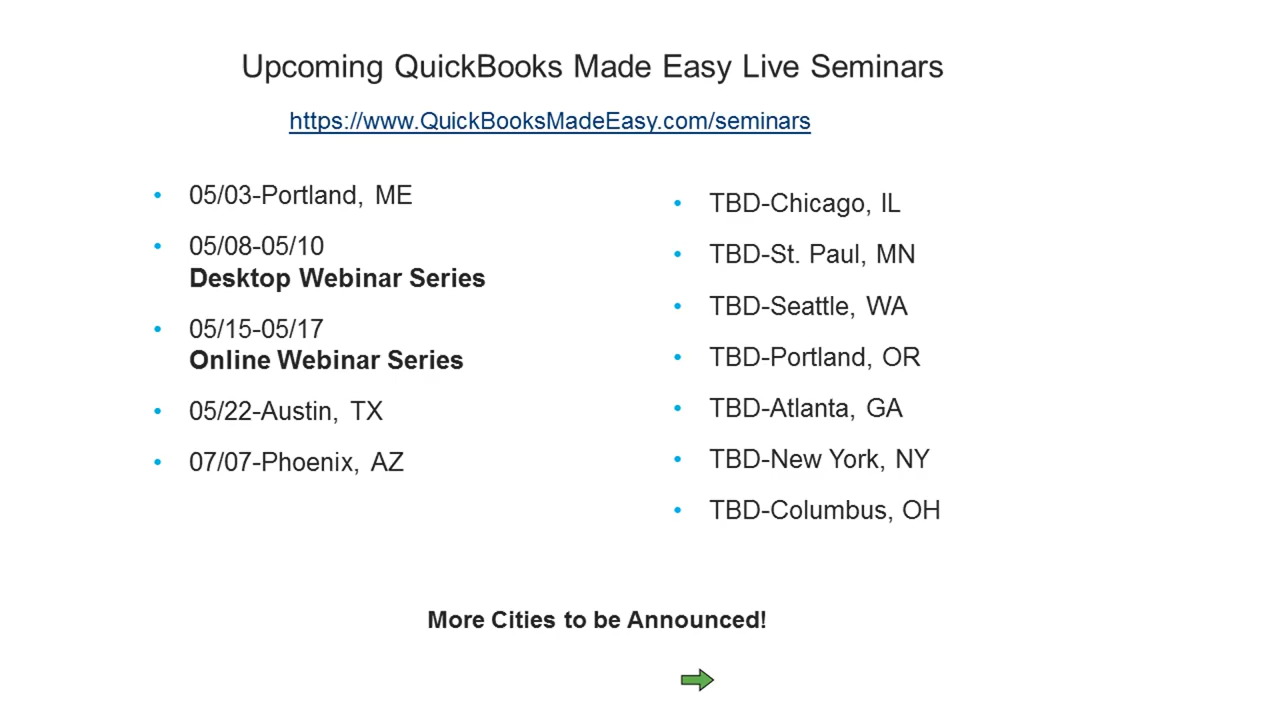 Upcoming QuickBooks Made Easy Live Seminars
https://www.QuickBooksMadeEasy.com/seminars
• 05/03-Portland, ME
• 05/08-05/10
Desktop Webinar Series
• 05/15-05/17
Online Webinar Series
• 05/22-Austin, TX
• 07/07-Phoenix, AZ
• TBD-Chicago, IL
• TBD-St. Paul, MN
• TBD-Seattle, WA
• TBD-Portland, OR
• TBD-Atlanta, GA
• TBD-New York, NY
• TBD-Columbus, OH
More Cities to be Announced!